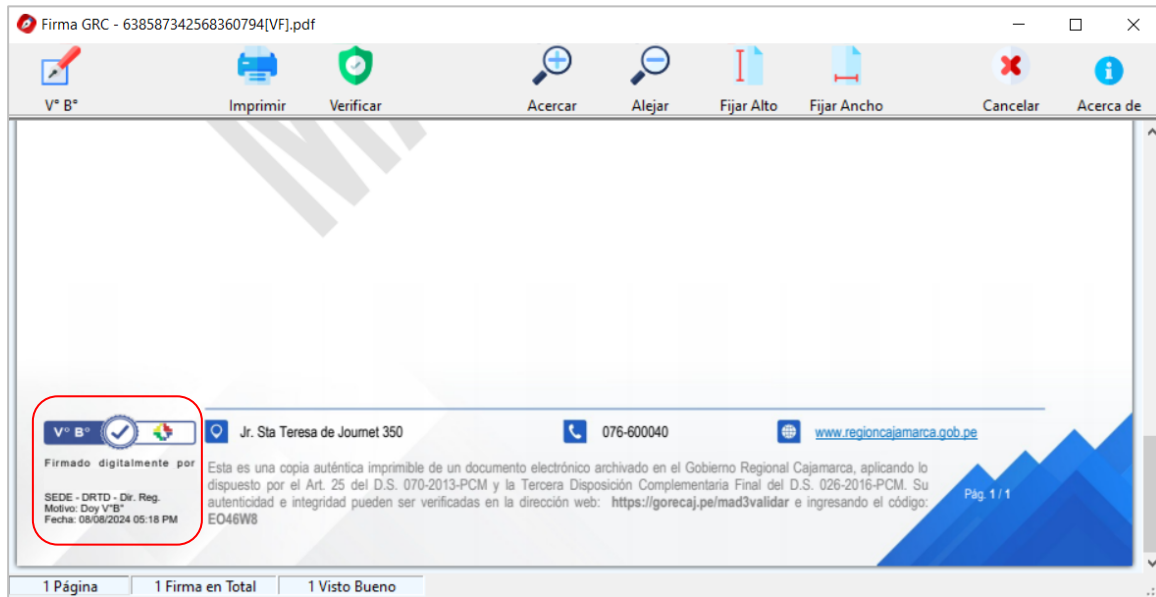 Firma GRC - 638587342568360794[VF].pdf
V° B° Imprimir Verificar Acercar Alejar Fijar Alto Fijar Ancho Cancelar Acerca de
V° B°
Firmado digitalmente por
SEDE - DRTD - Dir. Reg.
Motivo: Doy V°B°
Fecha: 08/08/2024 05:18 PM
Jr. Sta Teresa de Journet 350 076-600040 www.regioncajamarca.gob.pe
Esta es una copia auténtica imprimible de un documento electrónico archivado en el Gobierno Regional Cajamarca, aplicando lo
dispuesto por el Art. 25 del D.S. 070-2013-PCM y la Tercera Disposición Complementaria Final del D.S. 026-2016-PCM. Su
autenticidad e integridad pueden ser verificadas en la dirección web: https://gorecaj.pe/mad3validar e ingresando el código:
EO46W8
Pág. 1 / 1
1 Página 1 Firma en Total 1 Visto Bueno